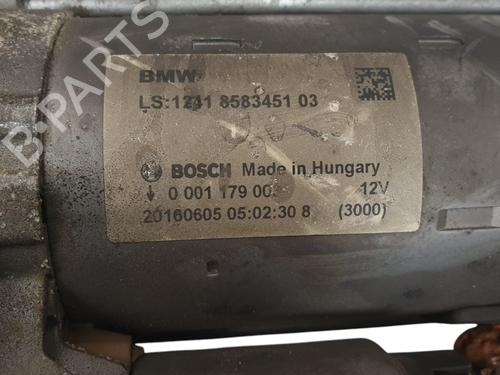 BMW
LS:1241 8583451 03
BOSCH Made in Hungary
0 001 179 00 12V
20160605 05:02:30 8 (3000)
B-PARTS